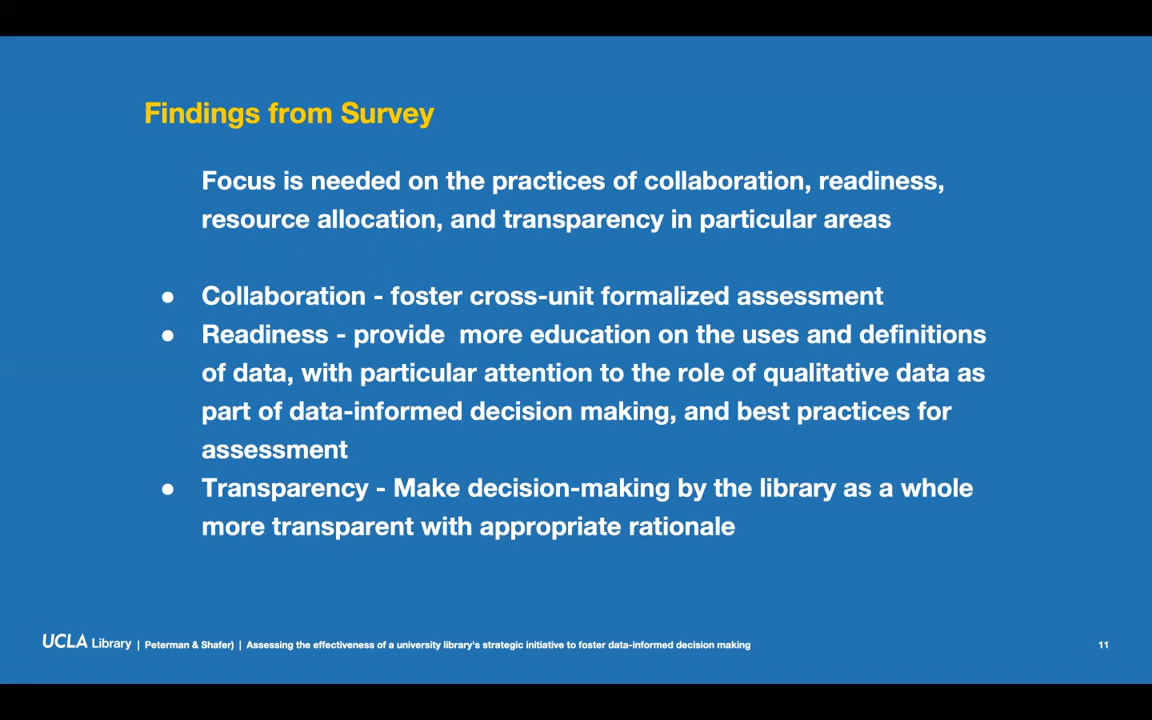 Findings from Survey
Focus is needed on the practices of collaboration, readiness,
resource allocation, and transparency in particular areas
● Collaboration - foster cross-unit formalized assessment
● Readiness - provide  more education on the uses and definitions
of data, with particular attention to the role of qualitative data as
part of data-informed decision making, and best practices for
assessment
● Transparency - Make decision-making by the library as a whole
more transparent with appropriate rationale
UCLA Library | Peterman & Shafer) | Assessing the effectiveness of a university library's strategic initiative to foster data-informed decision making 11